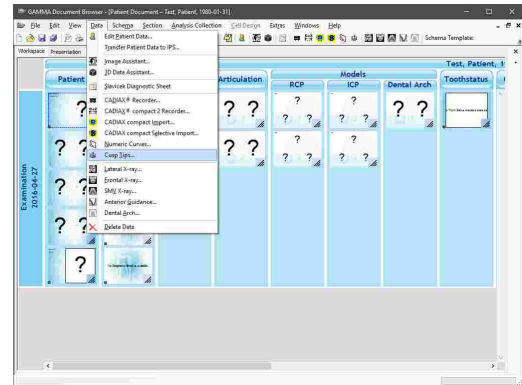 GAMMA Document Browser - [Patient Document - Test, Patient, 1980-01-31]
File Edit View Data Schema Section Analysis Collection Cell Design Extras Windows Help
Schema Template:
Workspace Presentation
Edit Patient Data...
Transfer Patient Data to IPS...
Image Assistant...
3D Data Assistant...
Slavicek Diagnostic Sheet
CADIAX® Recorder...
CADIAX® compact 2 Recorder...
CADIAX compact Import...
CADIAX compact Selective Import...
Numeric Curves...
Cusp Tips...
Lateral X-ray...
Frontal X-ray...
SMV X-ray...
Anterior Guidance...
Dental Arch...
Delete Data
Test, Patient, 1
Patient Articulation Models Toothstatus
RCP ICP Dental Arch
? ? ? ? ? ? ? ? ? ?
? ? ? ? ? ? ? ?
? ?
? ?
?
Examination
2016-04-27